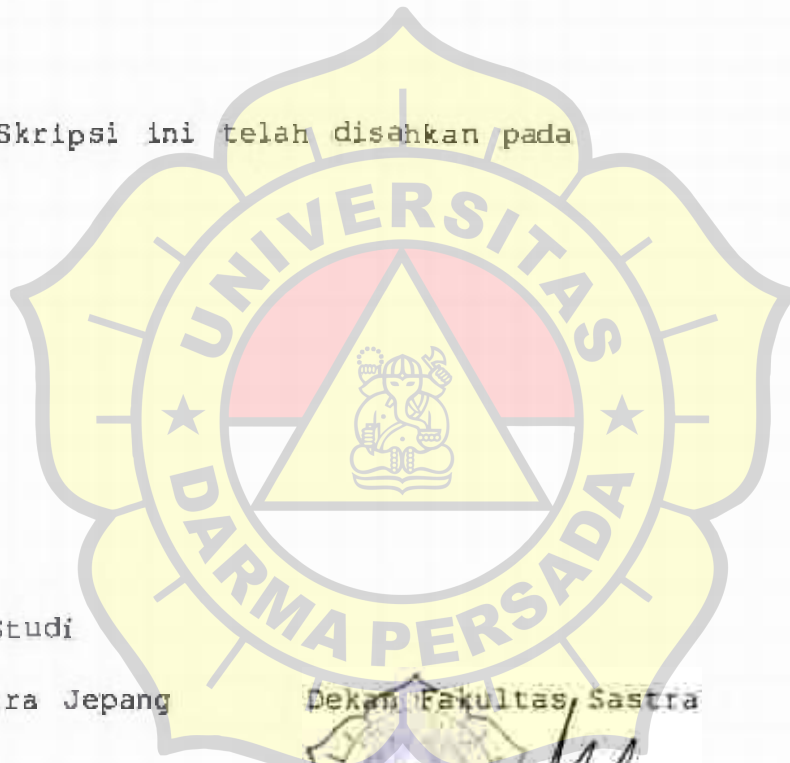 Skripsi ini telah disahkan pada
UNIVERSITAS
DARMA PERSADA
Studi
ra Jepang Dekan Fakultas Sastra